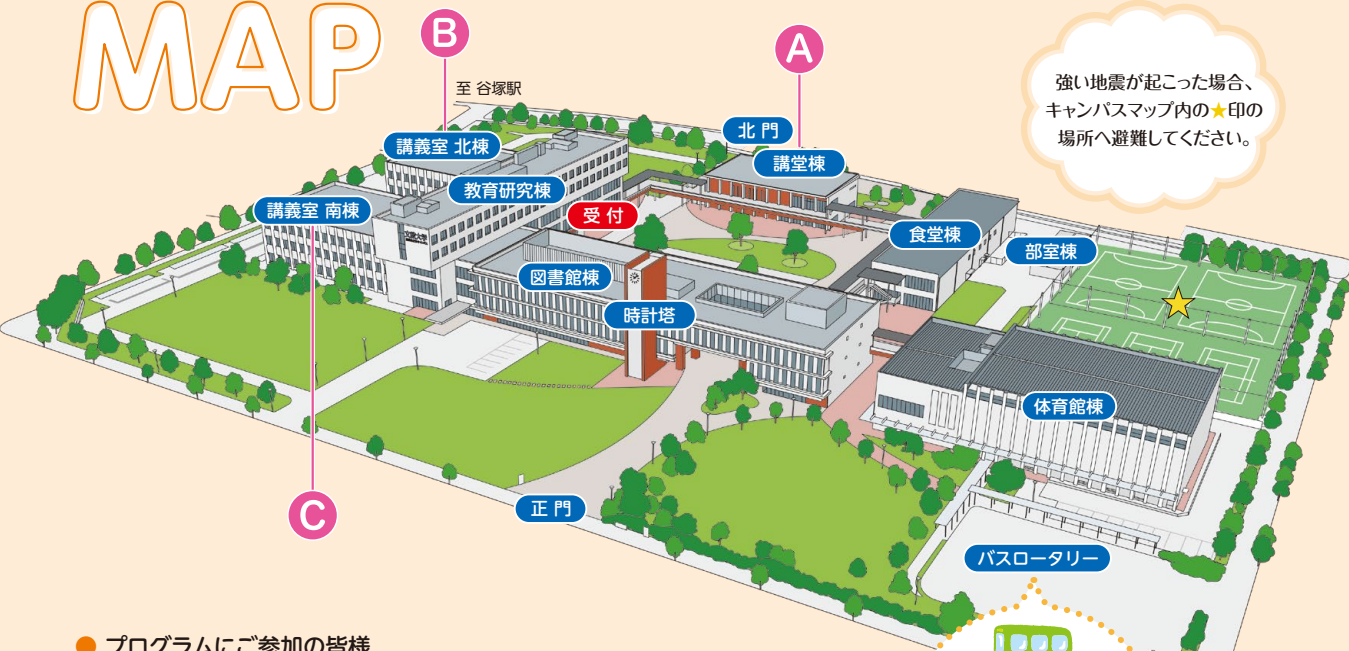 MAP
B
A
至 谷塚駅
強い地震が起こった場合、
キャンパスマップ内の★印の
場所へ避難してください。
北 門
講義室 北棟
講堂棟
教育研究棟
講義室 南棟
受 付
食堂棟
部室棟
図書館棟
時計塔
体育館棟
C
正 門
バスロータリー
プログラムにご参加の皆様